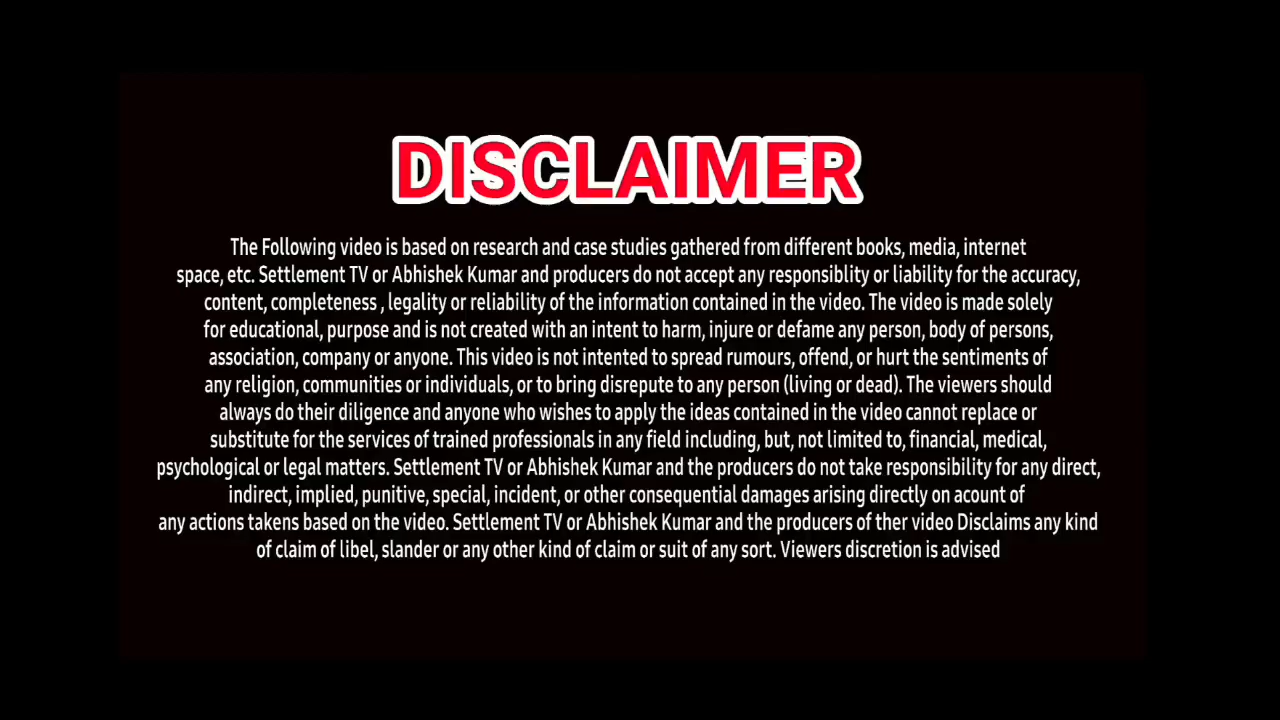 DISCLAIMER
The Following video is based on research and case studies gathered from different books, media, internet
space, etc. Settlement TV or Abhishek Kumar and producers do not accept any responsiblity or liability for the accuracy,
content, completeness , legality or reliability of the information contained in the video. The video is made solely
for educational, purpose and is not created with an intent to harm, injure or defame any person, body of persons,
association, company or anyone. This video is not intented to spread rumours, offend, or hurt the sentiments of
any religion, communities or individuals, or to bring disrepute to any person (living or dead). The viewers should
always do their diligence and anyone who wishes to apply the ideas contained in the video cannot replace or
substitute for the services of trained professionals in any field including, but, not limited to, financial, medical,
psychological or legal matters. Settlement TV or Abhishek Kumar and the producers do not take responsibility for any direct,
indirect, implied, punitive, special, incident, or other consequential damages arising directly on acount of
any actions takens based on the video. Settlement TV or Abhishek Kumar and the producers of ther video Disclaims any kind
of claim of libel, slander or any other kind of claim or suit of any sort. Viewers discretion is advised